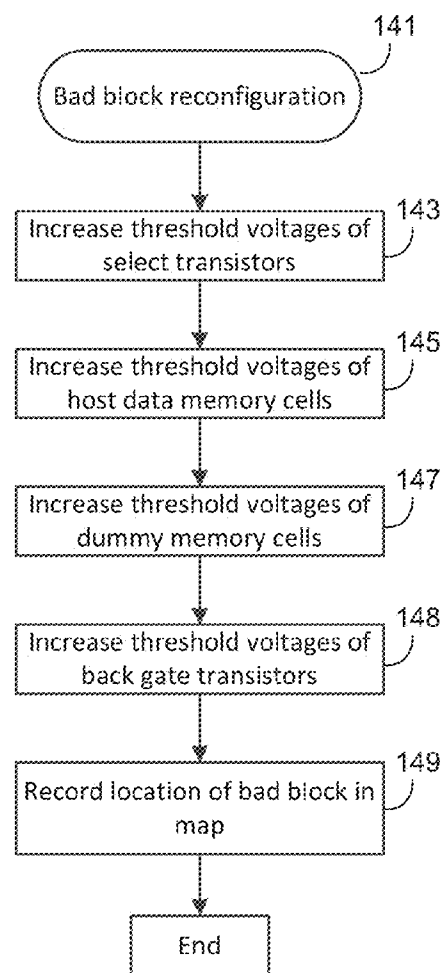 141
Bad block reconfiguration
143
Increase threshold voltages of
select transistors
145
Increase threshold voltages of
host data memory cells
147
Increase threshold voltages of
dummy memory cells
148
Increase threshold voltages of
back gate transistors
149
Record location of bad block in
map
End